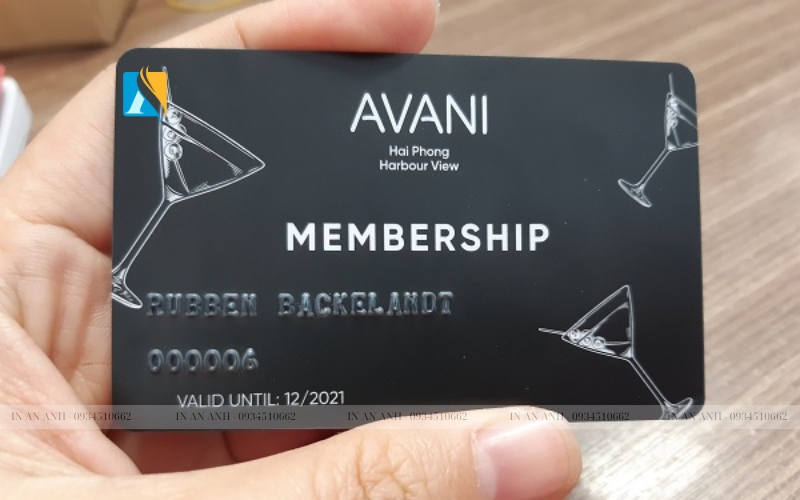 AVANI
Hai Phong
Harbour View
MEMBERSHIP
RUBBEN BACKELANDT
000006
VALID UNTIL: 12/2021
IN AN ANH - 0934510662 IN AN ANH - 0934510662 IN AN ANH - 0934510662 IN AN ANH - 0934510662 IN AN ANH - 0934510662